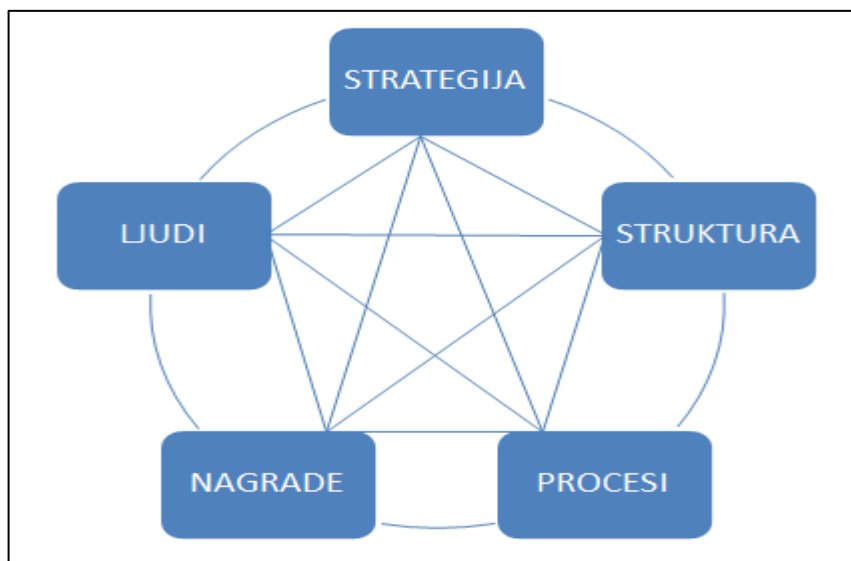 STRATEGIJA
LJUDI
STRUKTURA
NAGRADE
PROCESI